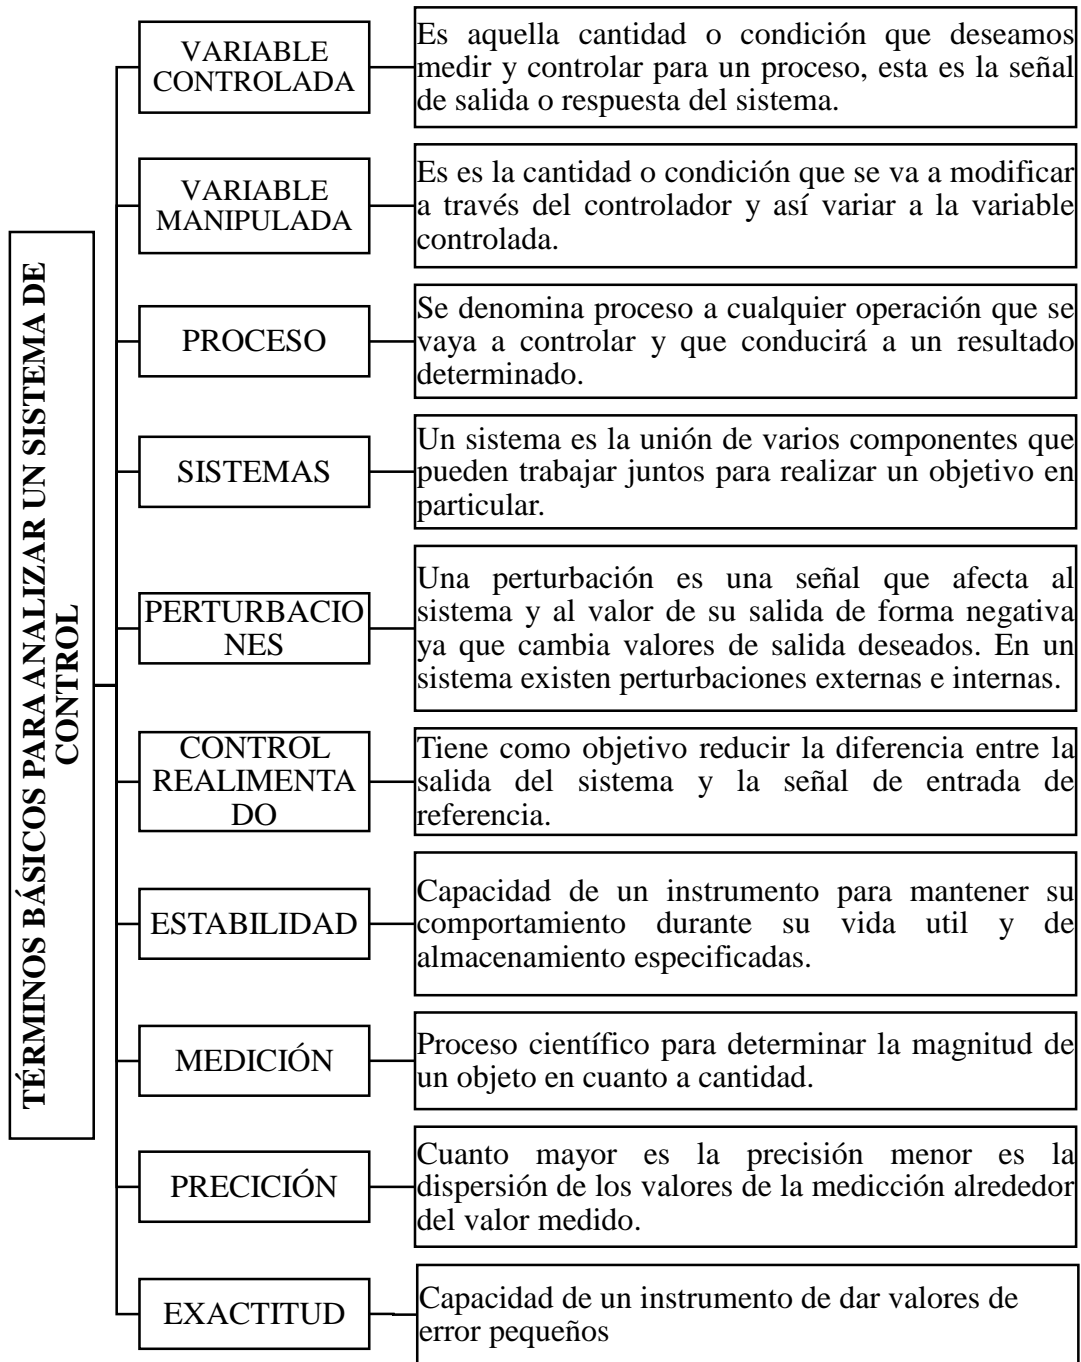 TÉRMINOS BÁSICOS PARA ANALIZAR UN SISTEMA DE
CONTROL
VARIABLE
CONTROLADA
Es aquella cantidad o condición que deseamos
medir y controlar para un proceso, esta es la señal
de salida o respuesta del sistema.
VARIABLE
MANIPULADA
Es es la cantidad o condición que se va a modificar
a través del controlador y así variar a la variable
controlada.
PROCESO
Se denomina proceso a cualquier operación que se
vaya a controlar y que conducirá a un resultado
determinado.
SISTEMAS
Un sistema es la unión de varios componentes que
pueden trabajar juntos para realizar un objetivo en
particular.
PERTURBACIO
NES
Una perturbación es una señal que afecta al
sistema y al valor de su salida de forma negativa
ya que cambia valores de salida deseados. En un
sistema existen perturbaciones externas e internas.
CONTROL
REALIMENTA
DO
Tiene como objetivo reducir la diferencia entre la
salida del sistema y la señal de entrada de
referencia.
ESTABILIDAD
Capacidad de un instrumento para mantener su
comportamiento durante su vida util y de
almacenamiento especificadas.
MEDICIÓN
Proceso científico para determinar la magnitud de
un objeto en cuanto a cantidad.
PRECICIÓN
Cuanto mayor es la precisión menor es la
dispersión de los valores de la medicción alrededor
del valor medido.
EXACTITUD
Capacidad de un instrumento de dar valores de
error pequeños